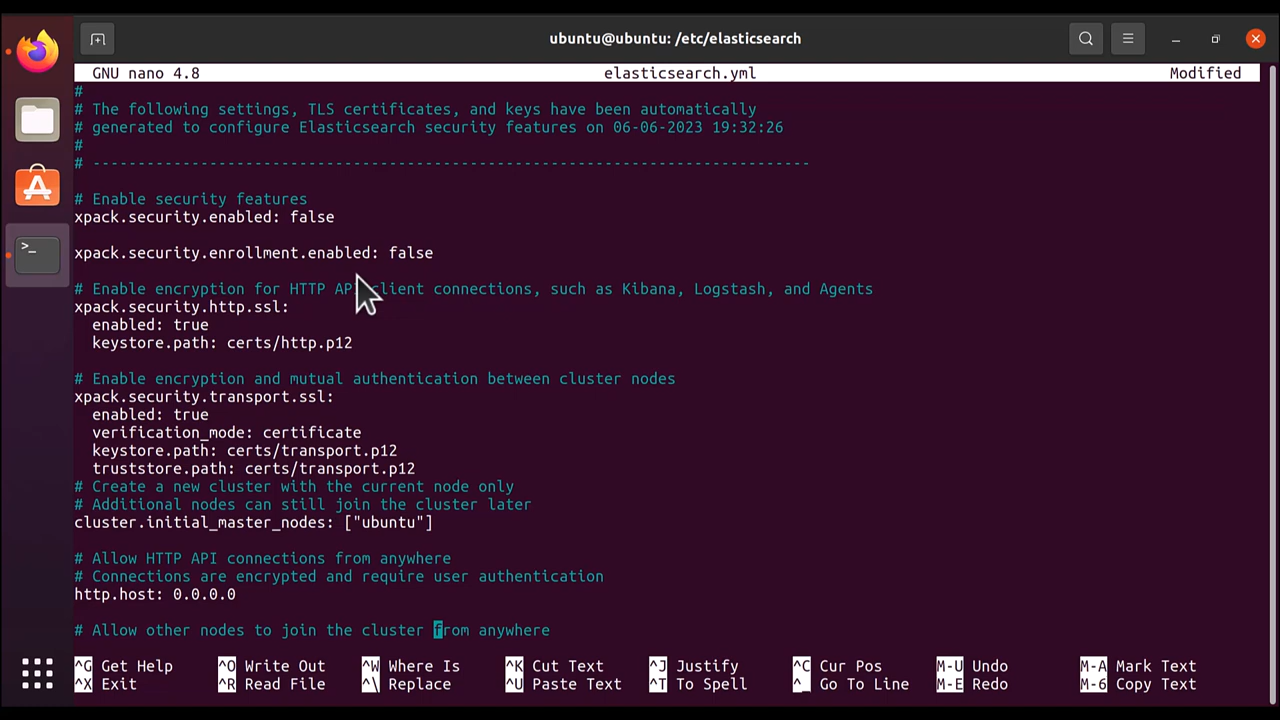 ubuntu@ubuntu: /etc/elasticsearch
GNU nano 4.8 elasticsearch.yml Modified
#
# The following settings, TLS certificates, and keys have been automatically
# generated to configure Elasticsearch security features on 06-06-2023 19:32:26
#
# --------------------------------------------------------------------------------
# Enable security features
xpack.security.enabled: false
xpack.security.enrollment.enabled: false
# Enable encryption for HTTP API client connections, such as Kibana, Logstash, and Agents
xpack.security.http.ssl:
  enabled: true
  keystore.path: certs/http.p12
# Enable encryption and mutual authentication between cluster nodes
xpack.security.transport.ssl:
  enabled: true
  verification_mode: certificate
  keystore.path: certs/transport.p12
  truststore.path: certs/transport.p12
# Create a new cluster with the current node only
# Additional nodes can still join the cluster later
cluster.initial_master_nodes: ["ubuntu"]
# Allow HTTP API connections from anywhere
# Connections are encrypted and require user authentication
http.host: 0.0.0.0
# Allow other nodes to join the cluster from anywhere
^G Get Help ^O Write Out ^W Where Is ^K Cut Text ^J Justify ^C Cur Pos M-U Undo M-A Mark Text
^X Exit ^R Read File ^\ Replace ^U Paste Text ^T To Spell ^_ Go To Line M-E Redo M-6 Copy Text